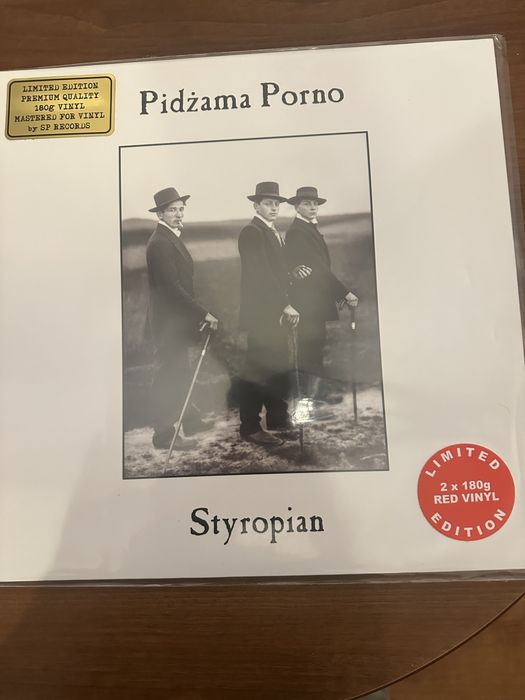 LIMITED EDITION
PREMIUM QUALITY
180g VINYL
MASTERED FOR VINYL
by SP RECORDS
Pidżama Porno
Styropian
LIMITED
2 x 180g
RED VINYL
EDITION